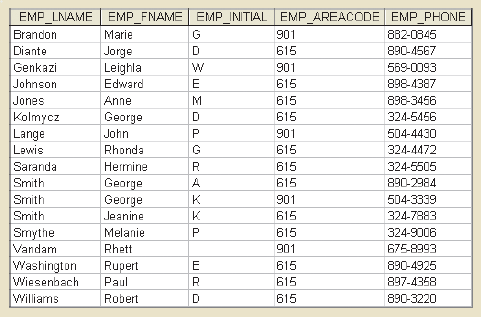 EMP_LNAME EMP_FNAME EMP_INITIAL EMP_AREACODE EMP_PHONE
Brandon Marie G 901 882-0845
Diante Jorge D 615 890-4567
Genkazi Leighla W 901 569-0093
Johnson Edward E 615 898-4387
Jones Anne M 615 898-3456
Kolmycz George D 615 324-5456
Lange John P 901 504-4430
Lewis Rhonda G 615 324-4472
Saranda Hermine R 615 324-5505
Smith George A 615 890-2984
Smith George K 901 504-3339
Smith Jeanine K 615 324-7883
Smythe Melanie P 615 324-9006
Vandam Rhett 901 675-8993
Washington Rupert E 615 890-4925
Wiesenbach Paul R 615 897-4358
Williams Robert D 615 890-3220